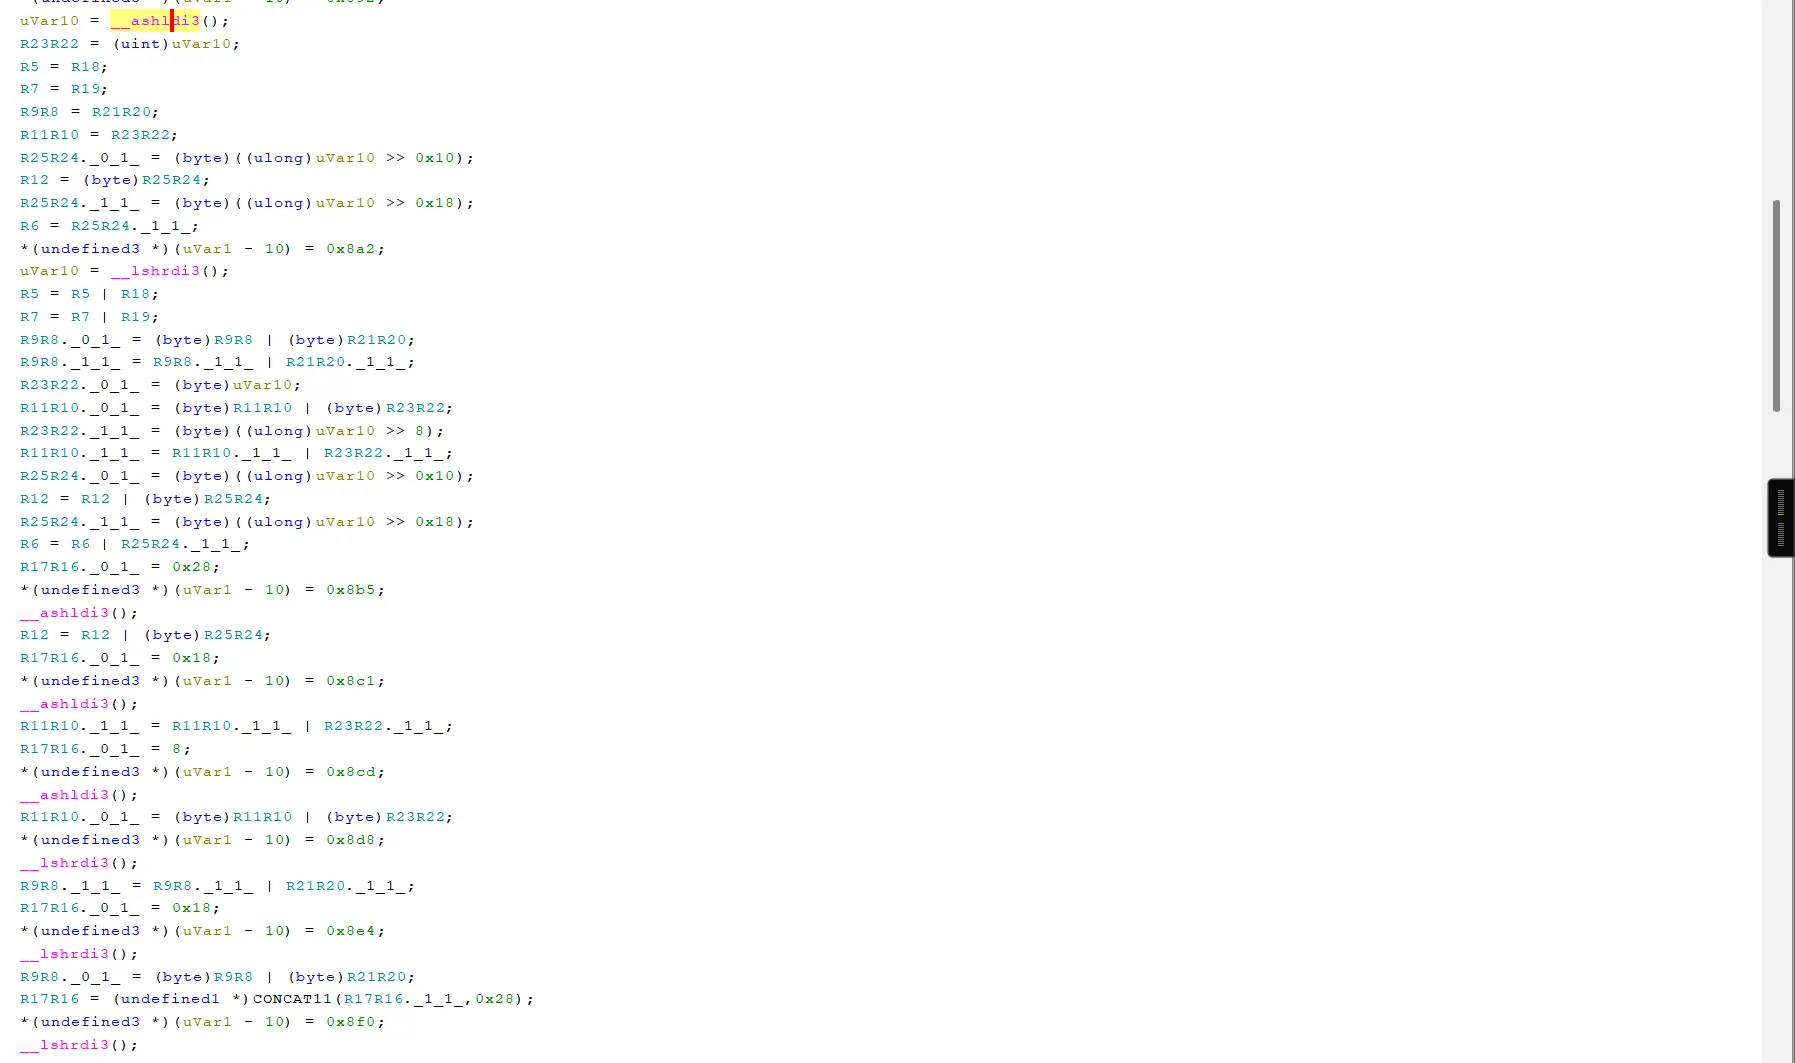 uVar10 = __ashldi3();
R23R22 = (uint)uVar10;
R5 = R18;
R7 = R19;
R9R8 = R21R20;
R11R10 = R23R22;
R25R24._0_1_ = (byte)((ulong)uVar10 >> 0x10);
R12 = (byte)R25R24;
R25R24._1_1_ = (byte)((ulong)uVar10 >> 0x18);
R6 = R25R24._1_1_;
*(undefined3 *)(uVar1 - 10) = 0x8a2;
uVar10 = __lshrdi3();
R5 = R5 | R18;
R7 = R7 | R19;
R9R8._0_1_ = (byte)R9R8 | (byte)R21R20;
R9R8._1_1_ = R9R8._1_1_ | R21R20._1_1_;
R23R22._0_1_ = (byte)uVar10;
R11R10._0_1_ = (byte)R11R10 | (byte)R23R22;
R23R22._1_1_ = (byte)((ulong)uVar10 >> 8);
R11R10._1_1_ = R11R10._1_1_ | R23R22._1_1_;
R25R24._0_1_ = (byte)((ulong)uVar10 >> 0x10);
R12 = R12 | (byte)R25R24;
R25R24._1_1_ = (byte)((ulong)uVar10 >> 0x18);
R6 = R6 | R25R24._1_1_;
R17R16._0_1_ = 0x28;
*(undefined3 *)(uVar1 - 10) = 0x8b5;
__ashldi3();
R12 = R12 | (byte)R25R24;
R17R16._0_1_ = 0x18;
*(undefined3 *)(uVar1 - 10) = 0x8c1;
__ashldi3();
R11R10._1_1_ = R11R10._1_1_ | R23R22._1_1_;
R17R16._0_1_ = 8;
*(undefined3 *)(uVar1 - 10) = 0x8cd;
__ashldi3();
R11R10._0_1_ = (byte)R11R10 | (byte)R23R22;
*(undefined3 *)(uVar1 - 10) = 0x8d8;
__lshrdi3();
R9R8._1_1_ = R9R8._1_1_ | R21R20._1_1_;
R17R16._0_1_ = 0x18;
*(undefined3 *)(uVar1 - 10) = 0x8e4;
__lshrdi3();
R9R8._0_1_ = (byte)R9R8 | (byte)R21R20;
R17R16 = (undefined1 *)CONCAT11(R17R16._1_1_,0x28);
*(undefined3 *)(uVar1 - 10) = 0x8f0;
__lshrdi3();